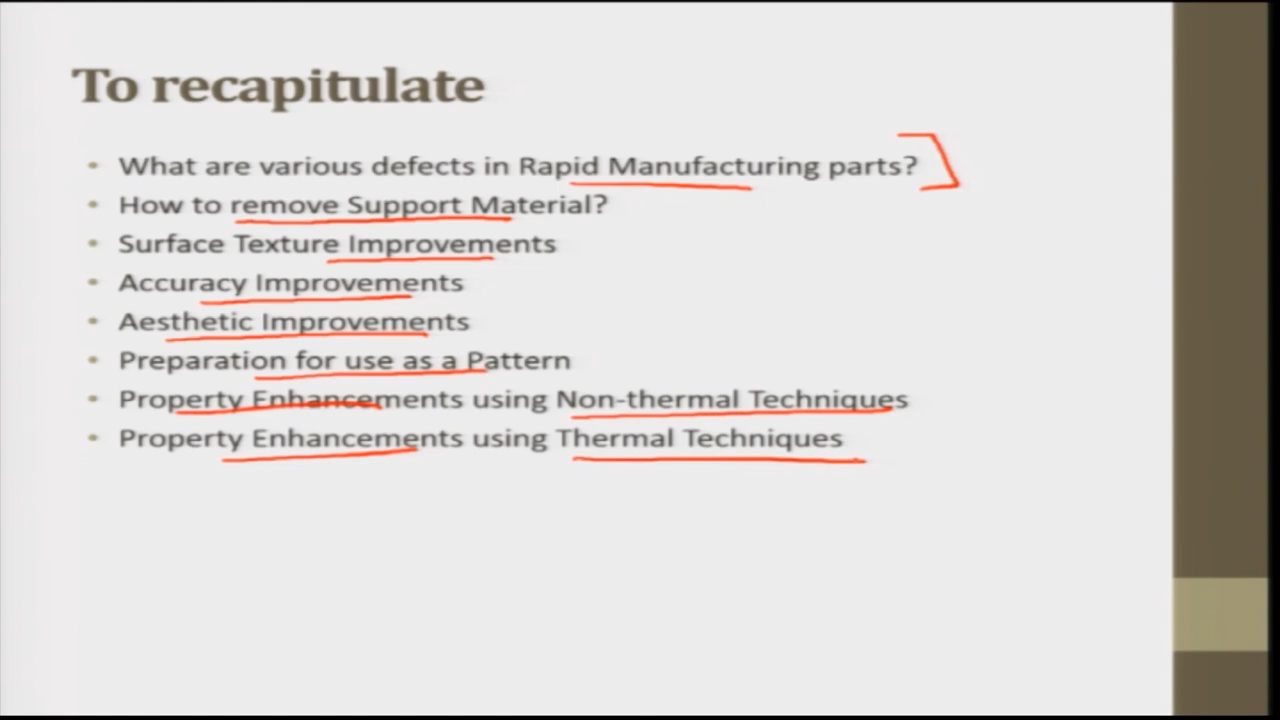 To recapitulate
• What are various defects in Rapid Manufacturing parts?
• How to remove Support Material?
• Surface Texture Improvements
• Accuracy Improvements
• Aesthetic Improvements
• Preparation for use as a Pattern
• Property Enhancements using Non-thermal Techniques
• Property Enhancements using Thermal Techniques